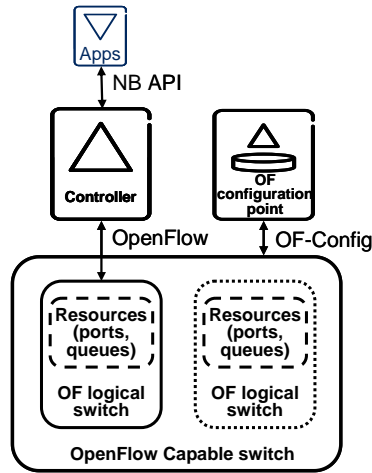 Apps
NB API
Controller
OF
configuration
point
OpenFlow
OF-Config
Resources
(ports,
queues)
OF logical
switch
Resources
(ports,
queues)
OF logical
switch
OpenFlow Capable switch